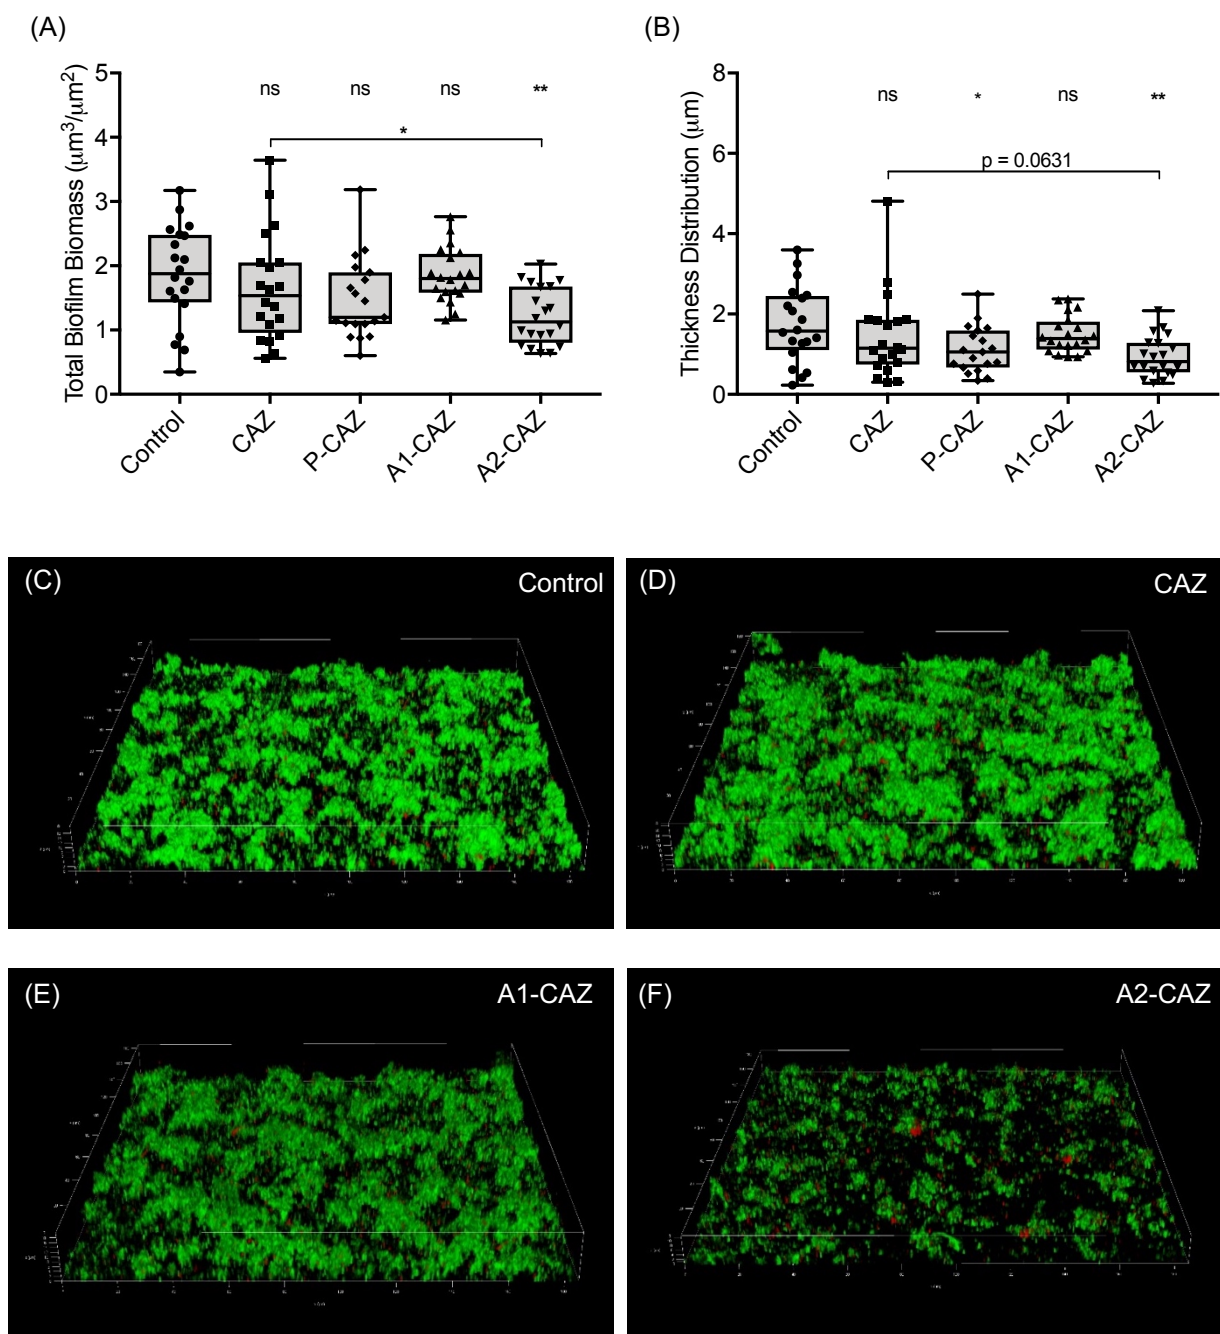 (A)
(B)
Total Biofilm Biomass (μm³/μm²)
5
4
3
2
1
0
ns
ns
ns
**
*
Control
CAZ
P-CAZ
A1-CAZ
A2-CAZ
Thickness Distribution (μm)
8
6
4
2
0
ns
*
ns
**
p = 0.0631
Control
CAZ
P-CAZ
A1-CAZ
A2-CAZ
(C)
Control
(D)
CAZ
(E)
A1-CAZ
(F)
A2-CAZ